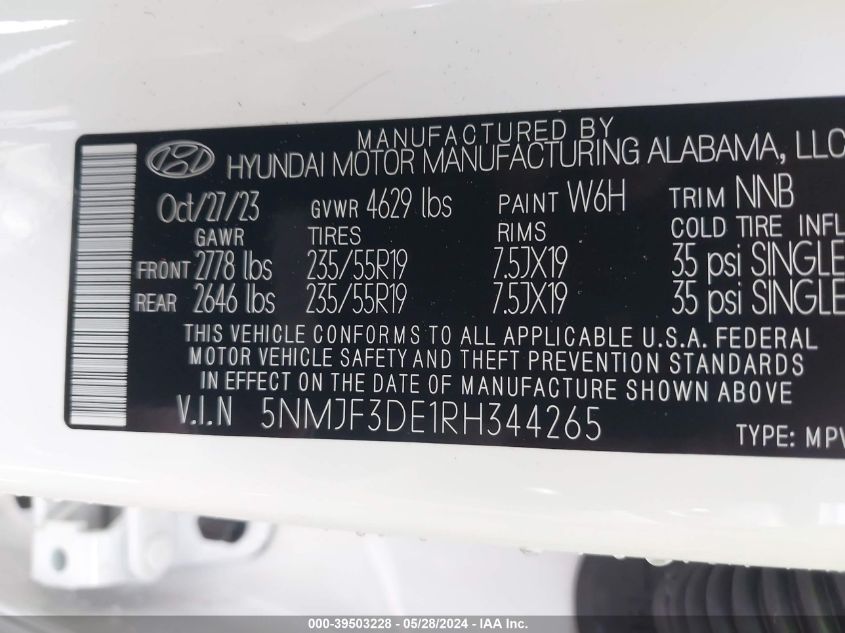 MANUFACTURED BY
HYUNDAI MOTOR MANUFACTURING ALABAMA, LLC
Oct/27/23 GVWR 4629 lbs PAINT W6H TRIM NNB
GAWR TIRES RIMS COLD TIRE INFL
FRONT 2778 lbs 235/55R19 7.5JX19 35 psi SINGLE
REAR 2646 lbs 235/55R19 7.5JX19 35 psi SINGLE
THIS VEHICLE CONFORMS TO ALL APPLICABLE U.S.A. FEDERAL
MOTOR VEHICLE SAFETY AND THEFT PREVENTION STANDARDS
IN EFFECT ON THE DATE OF MANUFACTURE SHOWN ABOVE
V.I.N 5NMJF3DE1RH344265
TYPE: MPV
000-39503228 - 05/28/2024 - IAA Inc.